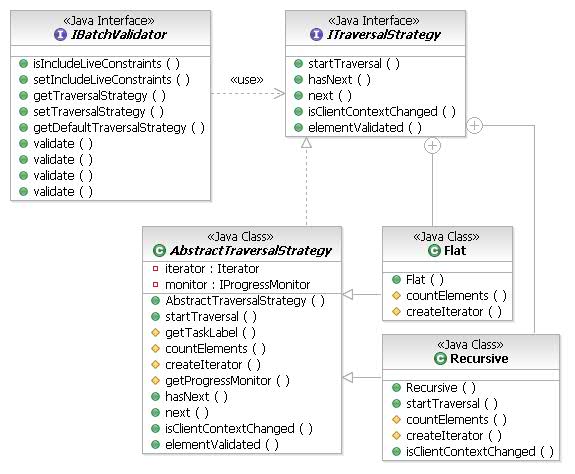 «Java Interface»
IBatchValidator
isIncludeLiveConstraints ( )
setIncludeLiveConstraints ( )
getTraversalStrategy ( )
setTraversalStrategy ( )
getDefaultTraversalStrategy ( )
validate ( )
validate ( )
validate ( )
validate ( )
«use»
«Java Interface»
ITraversalStrategy
startTraversal ( )
hasNext ( )
next ( )
isClientContextChanged ( )
elementValidated ( )
«Java Class»
AbstractTraversalStrategy
iterator : Iterator
monitor : IProgressMonitor
AbstractTraversalStrategy ( )
startTraversal ( )
getTaskLabel ( )
countElements ( )
createIterator ( )
getProgressMonitor ( )
hasNext ( )
next ( )
isClientContextChanged ( )
elementValidated ( )
«Java Class»
Flat
Flat ( )
countElements ( )
createIterator ( )
«Java Class»
Recursive
Recursive ( )
startTraversal ( )
countElements ( )
createIterator ( )
isClientContextChanged ( )